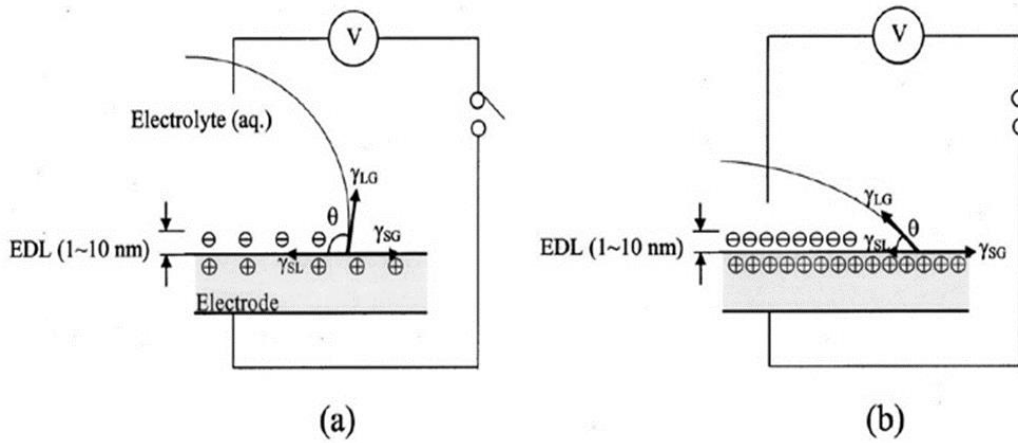 V
Electrolyte (aq.)
γLG
θ
EDL (1~10 nm)
γSG
γSL
⊖ ⊖ ⊖ ⊖
⊕ ⊕ ⊕ ⊕ ⊕
Electrode
(a)
V
γLG
θ
EDL (1~10 nm)
γSL
γSG
⊖⊖⊖⊖⊖⊖⊖⊖
⊕⊕⊕⊕⊕⊕⊕⊕⊕⊕⊕⊕⊕⊕
(b)